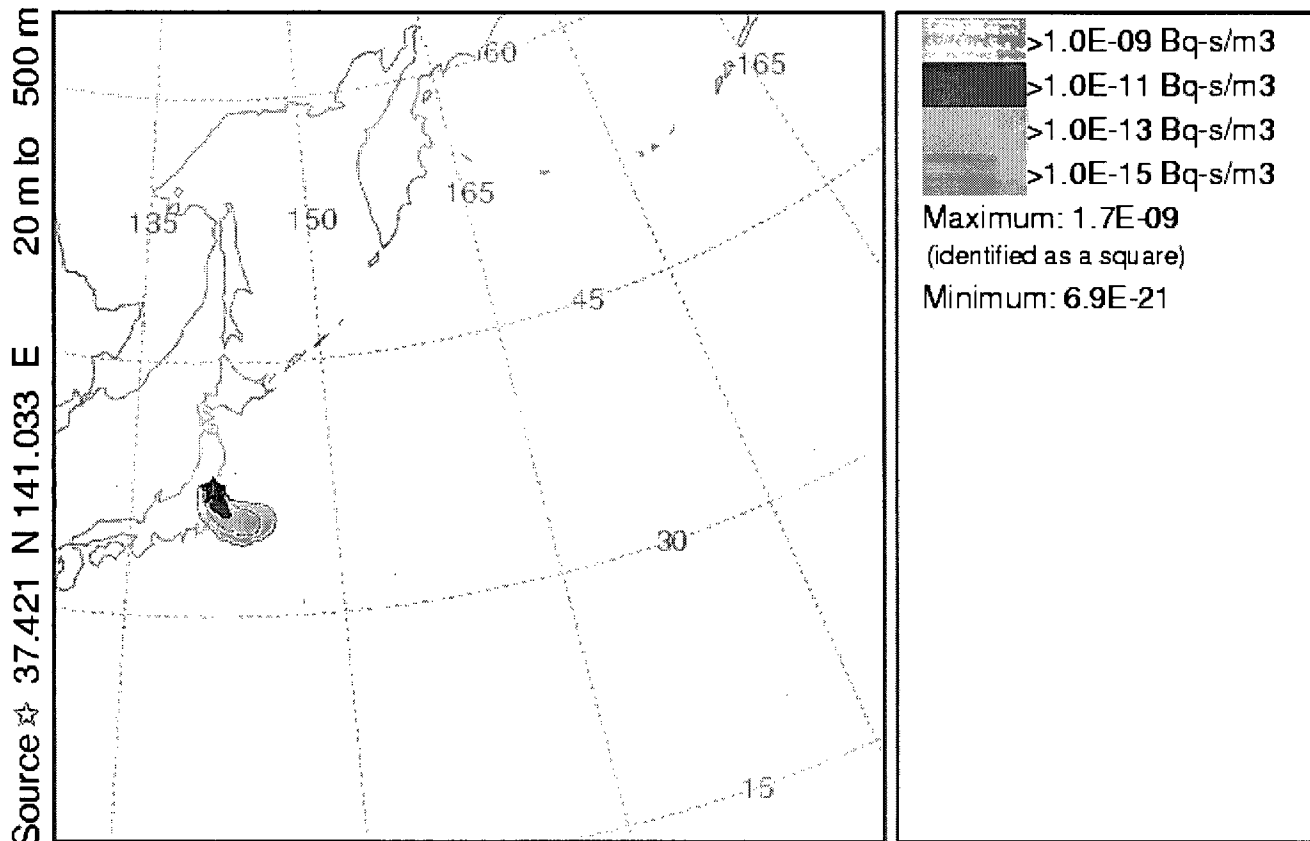 Source ☆ 37.421 N 141.033 E 20 m to 500 m
60
-165
135
150
165
45
30
15
>1.0E-09 Bq-s/m3
>1.0E-11 Bq-s/m3
>1.0E-13 Bq-s/m3
>1.0E-15 Bq-s/m3
Maximum: 1.7E-09
(identified as a square)
Minimum: 6.9E-21